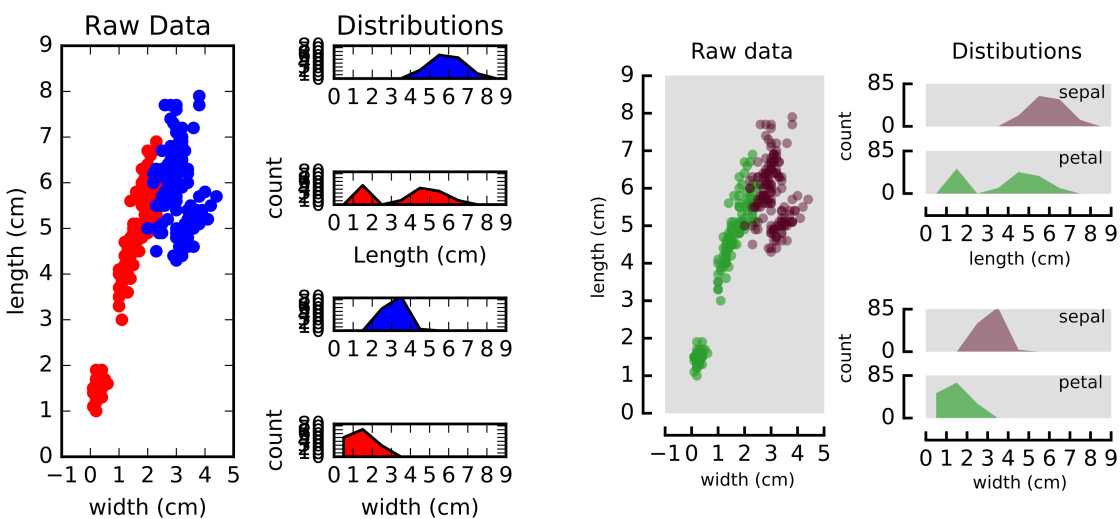 Raw Data
9
8
7
6
5
4
3
2
1
0
−1 0 1 2 3 4 5
length (cm)
width (cm)
Distributions
80
0
0 1 2 3 4 5 6 7 8 9
count
80
0
0 1 2 3 4 5 6 7 8 9
Length (cm)
80
0 1 2 3 4 5 6 7 8 9
count
80
0 1 2 3 4 5 6 7 8 9
width (cm)
Raw data
9
8
7
6
5
4
3
2
1
0
−1 0 1 2 3 4 5
length (cm)
width (cm)
Distibutions
85
sepal
0
count
85
petal
0
0 1 2 3 4 5 6 7 8 9
length (cm)
85
sepal
0
count
85
petal
0
0 1 2 3 4 5 6 7 8 9
width (cm)